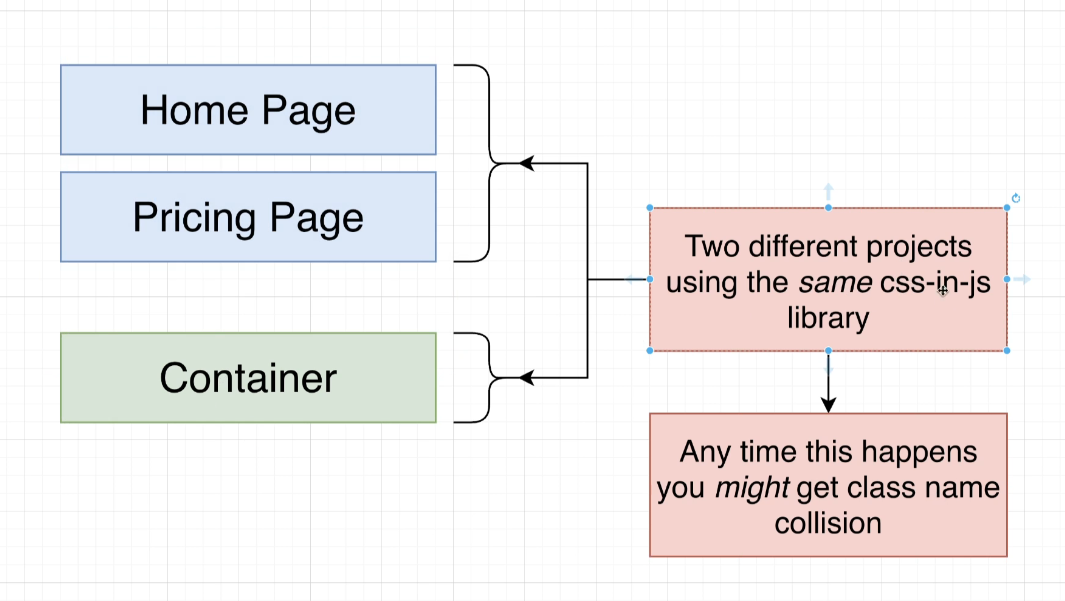 Home Page
Pricing Page
Container
Two different projects
using the same css-in-js
library
Any time this happens
you might get class name
collision